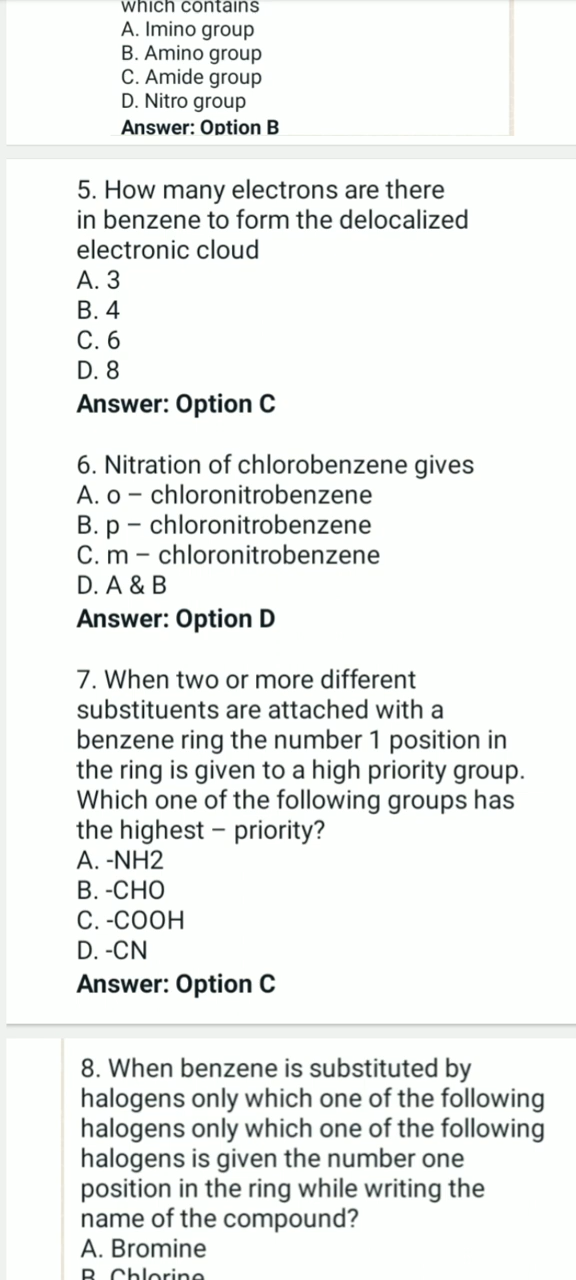 which contains
A. Imino group
B. Amino group
C. Amide group
D. Nitro group
Answer: Option B
5. How many electrons are there
in benzene to form the delocalized
electronic cloud
A. 3
B. 4
C. 6
D. 8
Answer: Option C
6. Nitration of chlorobenzene gives
A. o – chloronitrobenzene
B. p – chloronitrobenzene
C. m – chloronitrobenzene
D. A & B
Answer: Option D
7. When two or more different
substituents are attached with a
benzene ring the number 1 position in
the ring is given to a high priority group.
Which one of the following groups has
the highest – priority?
A. -NH2
B. -CHO
C. -COOH
D. -CN
Answer: Option C
8. When benzene is substituted by
halogens only which one of the following
halogens only which one of the following
halogens is given the number one
position in the ring while writing the
name of the compound?
A. Bromine
B. Chlorine